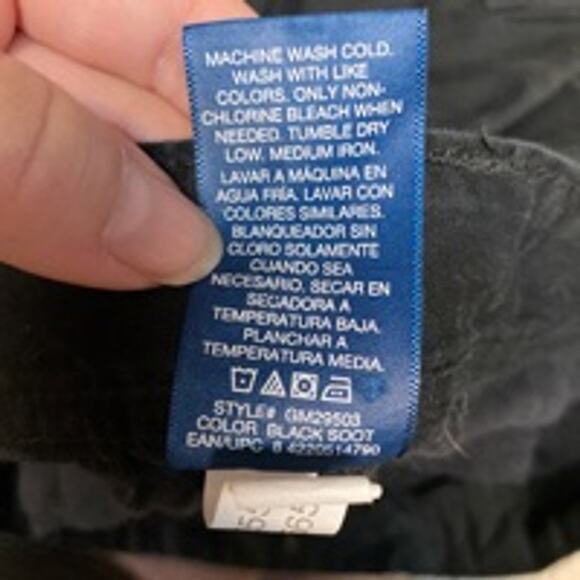 MACHINE WASH COLD.
WASH WITH LIKE
COLORS. ONLY NON-
CHLORINE BLEACH WHEN
NEEDED. TUMBLE DRY
LOW. MEDIUM IRON.
LAVAR A MÁQUINA EN
AGUA FRÍA. LAVAR CON
COLORES SIMILARES.
BLANQUEADOR SIN
CLORO SOLAMENTE
CUANDO SEA
NECESARIO, SECAR EN
SECADORA A
TEMPERATURA BAJA.
PLANCHAR A
TEMPERATURA MEDIA.
STYLE# GM29503
COLOR BLACK SOOT
EAN/UPC 8 4220514790